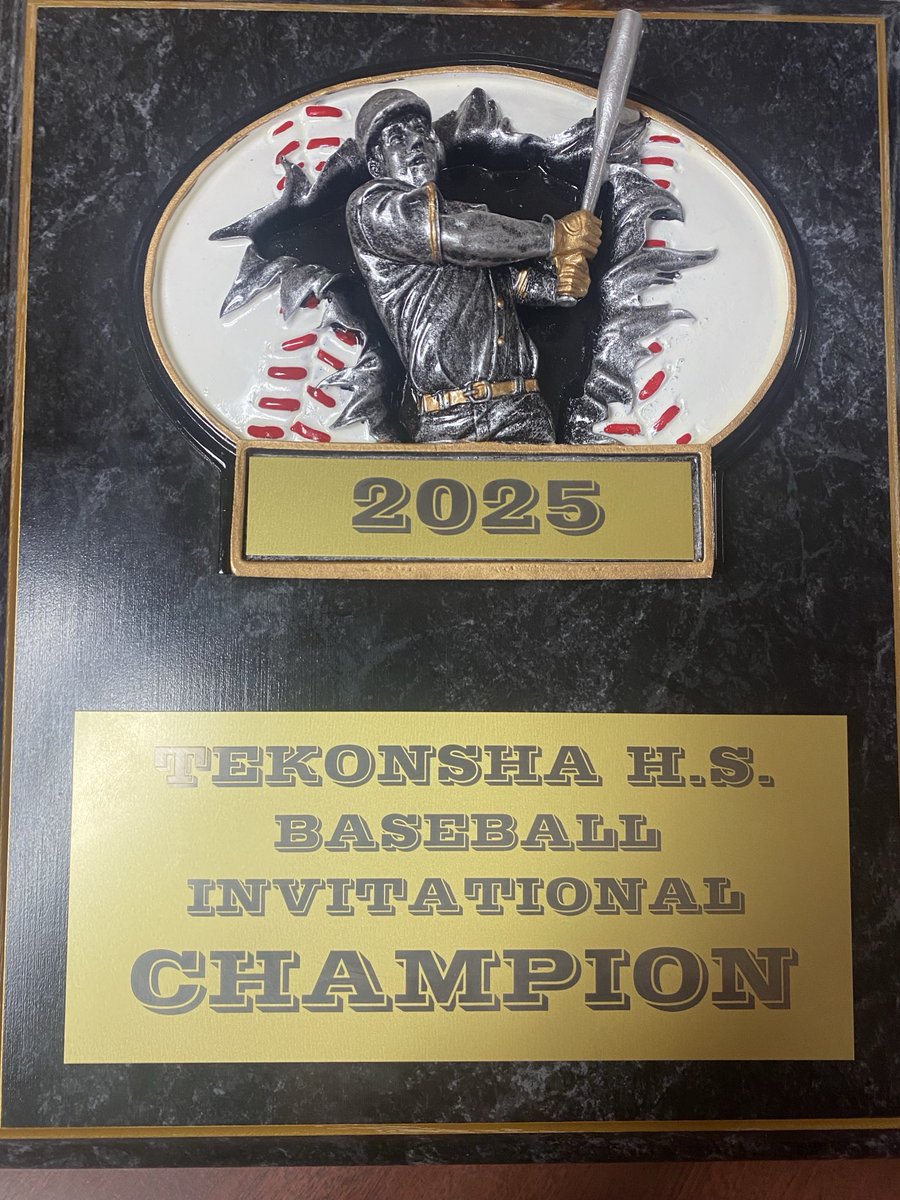 2025
TEKONSHA H.S.
BASEBALL
INVITATIONAL
CHAMPION